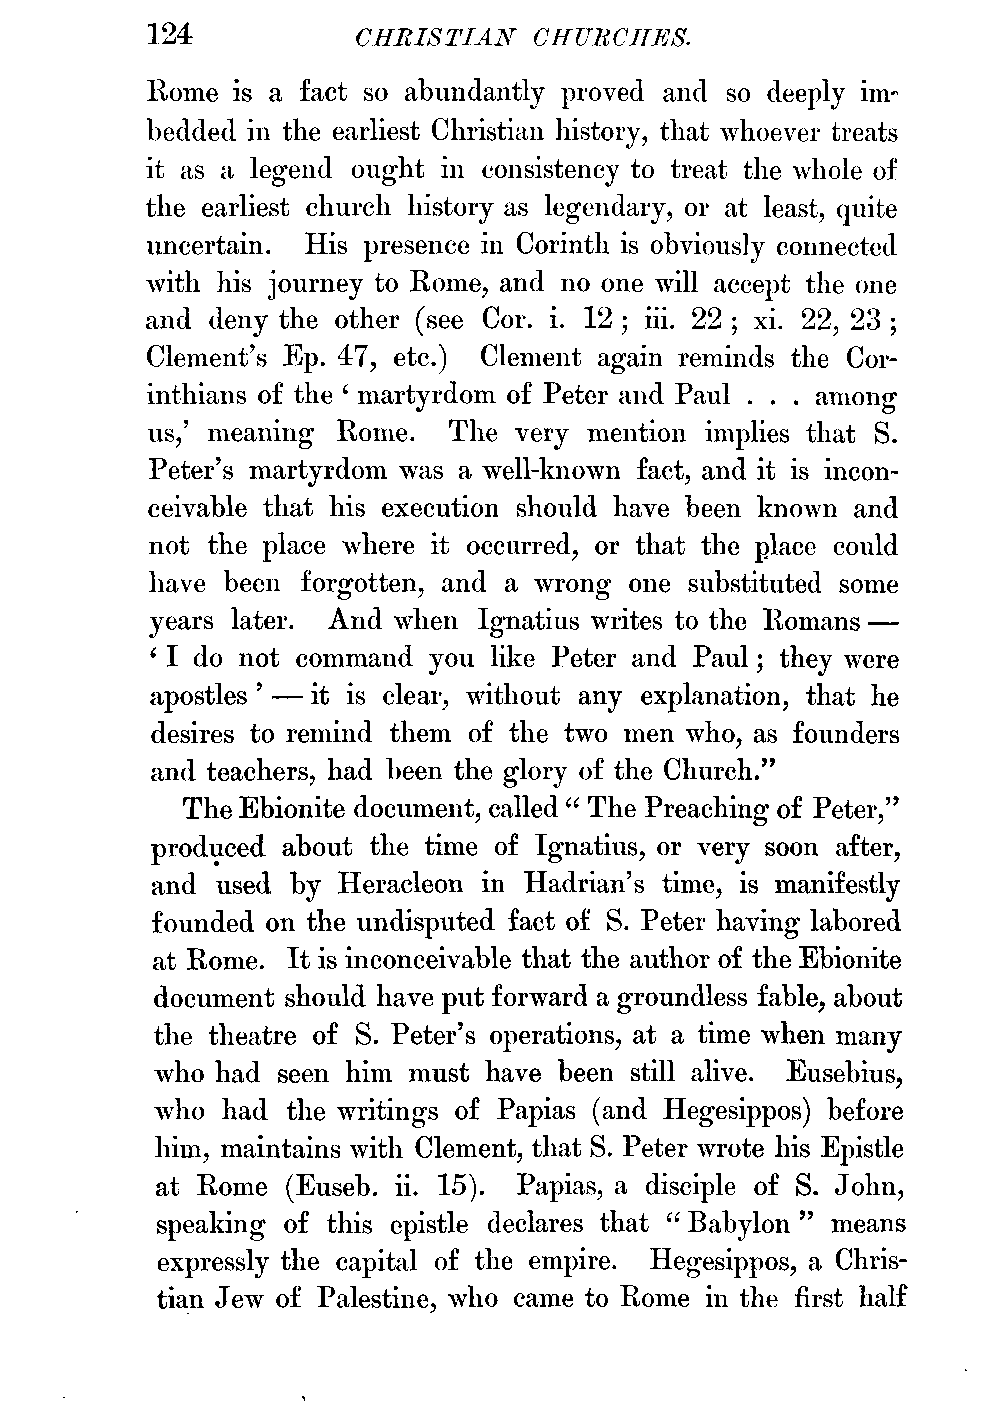 124 CHRISTIAN CHURCHES.
Rome is a fact so abundantly proved and so deeply im-
bedded in the earliest Christian history, that whoever treats
it as a legend ought in consistency to treat the whole of
the earliest church history as legendary, or at least, quite
uncertain. His presence in Corinth is obviously connected
with his journey to Rome, and no one will accept the one
and deny the other (see Cor. i. 12 ; iii. 22 ; xi. 22, 23 ;
Clement's Ep. 47, etc.) Clement again reminds the Cor-
inthians of the ‘ martyrdom of Peter and Paul . . . among
us,’ meaning Rome. The very mention implies that S.
Peter's martyrdom was a well-known fact, and it is incon-
ceivable that his execution should have been known and
not the place where it occurred, or that the place could
have been forgotten, and a wrong one substituted some
years later. And when Ignatius writes to the Romans —
‘ I do not command you like Peter and Paul ; they were
apostles ’ — it is clear, without any explanation, that he
desires to remind them of the two men who, as founders
and teachers, had been the glory of the Church.”
The Ebionite document, called “ The Preaching of Peter,”
produced about the time of Ignatius, or very soon after,
and used by Heracleon in Hadrian's time, is manifestly
founded on the undisputed fact of S. Peter having labored
at Rome. It is inconceivable that the author of the Ebionite
document should have put forward a groundless fable, about
the theatre of S. Peter's operations, at a time when many
who had seen him must have been still alive. Eusebius,
who had the writings of Papias (and Hegesippos) before
him, maintains with Clement, that S. Peter wrote his Epistle
at Rome (Euseb. ii. 15). Papias, a disciple of S. John,
speaking of this epistle declares that “ Babylon ” means
expressly the capital of the empire. Hegesippos, a Chris-
tian Jew of Palestine, who came to Rome in the first half